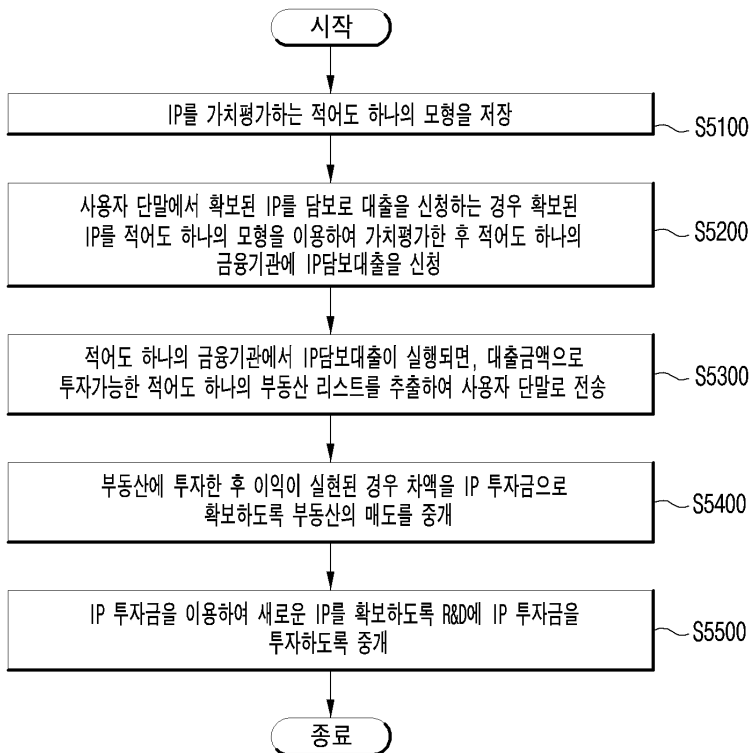 시작
IP를 가치평가하는 적어도 하나의 모형을 저장
S5100
사용자 단말에서 확보된 IP를 담보로 대출을 신청하는 경우 확보된
IP를 적어도 하나의 모형을 이용하여 가치평가한 후 적어도 하나의
금융기관에 IP담보대출을 신청
S5200
적어도 하나의 금융기관에서 IP담보대출이 실행되면, 대출금액으로
투자가능한 적어도 하나의 부동산 리스트를 추출하여 사용자 단말로 전송
S5300
부동산에 투자한 후 이익이 실현된 경우 차액을 IP 투자금으로
확보하도록 부동산의 매도를 중개
S5400
IP 투자금을 이용하여 새로운 IP를 확보하도록 R&D에 IP 투자금을
투자하도록 중개
S5500
종료